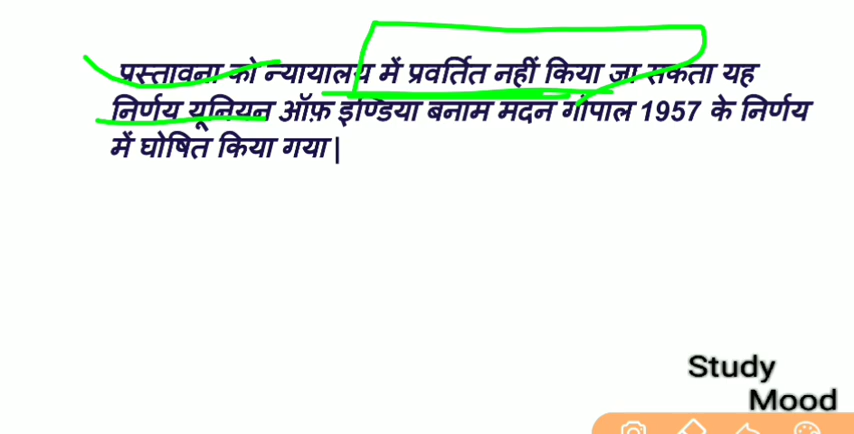 प्रस्तावना को न्यायालय में प्रवर्तित नहीं किया जा सकता यह
निर्णय यूनियन ऑफ़ इण्डिया बनाम मदन गोपाल 1957 के निर्णय
में घोषित किया गया |
Study
Mood